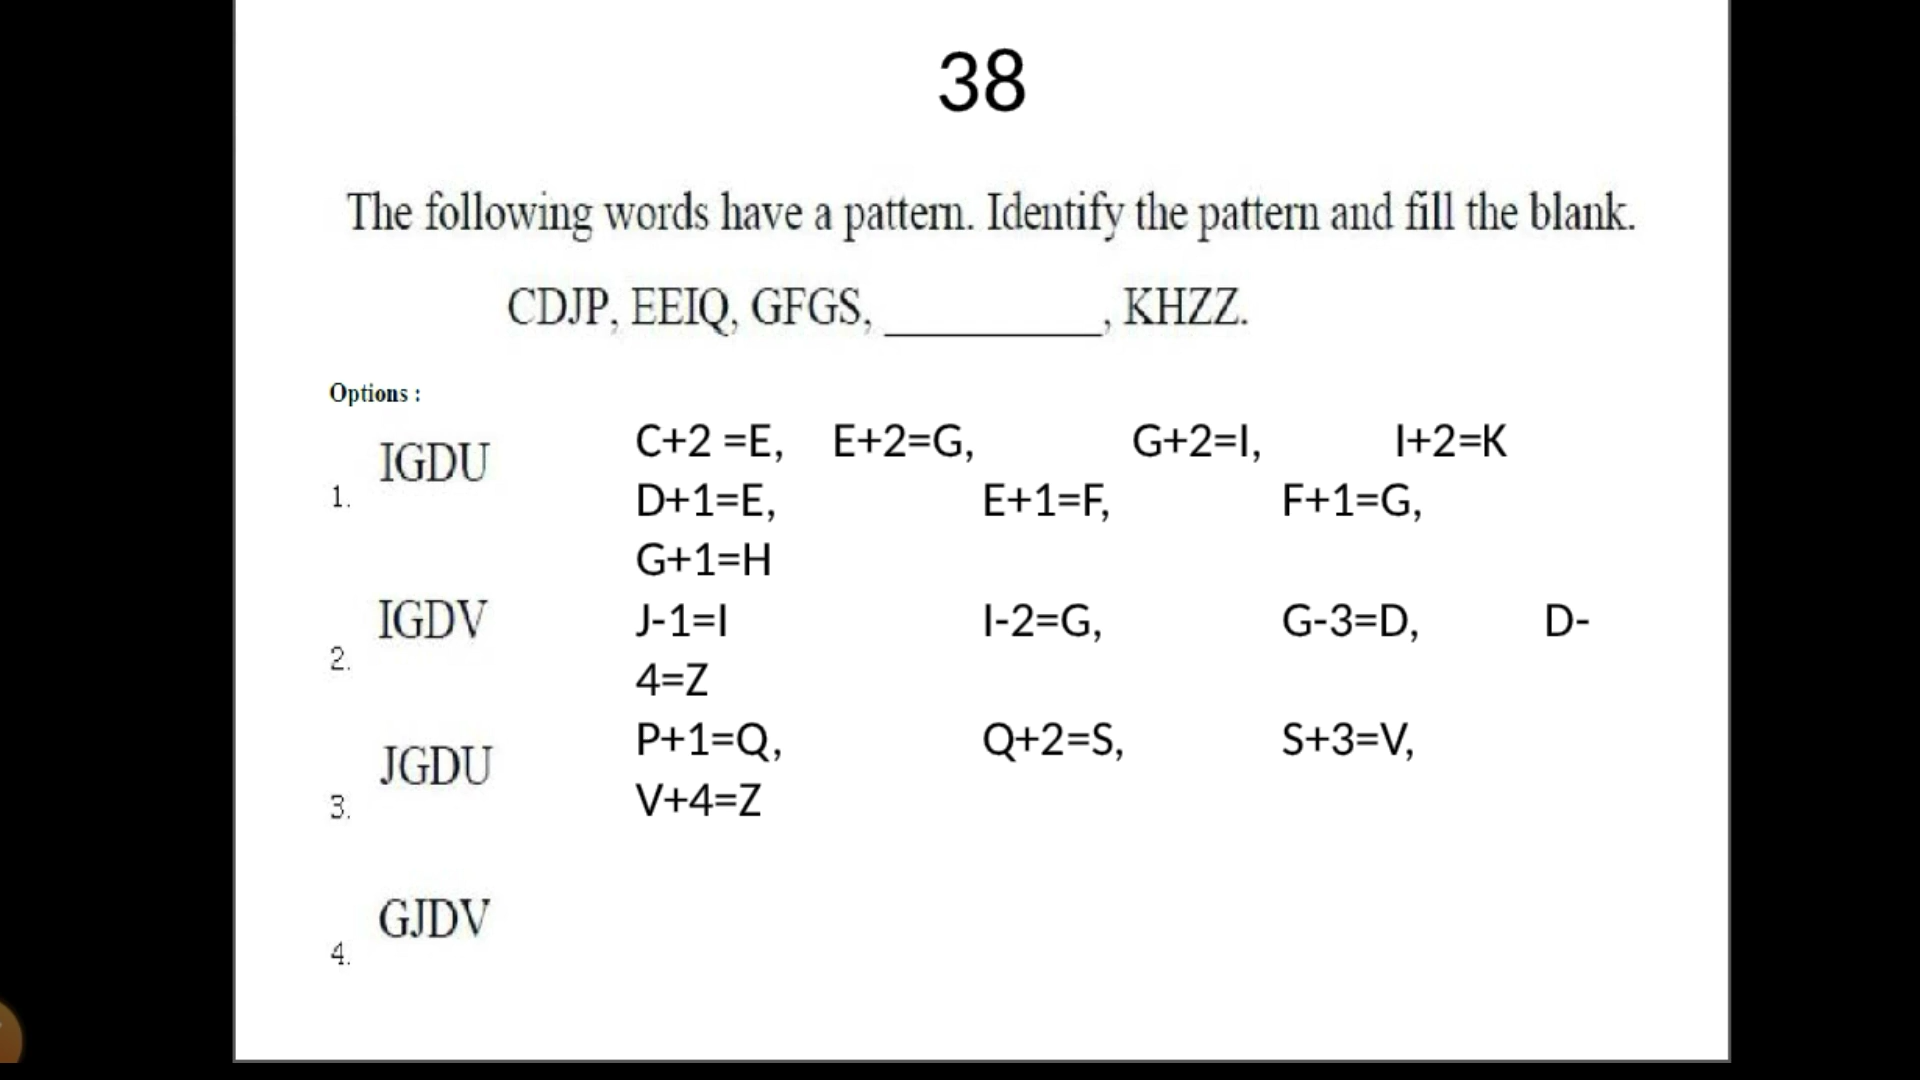 38
The following words have a pattern. Identify the pattern and fill the blank.
CDJP, EEIQ, GFGS, __________, KHZZ.
Options :
1. IGDU
2. IGDV
3. JGDU
4. GJDV
C+2 =E, E+2=G, G+2=I, I+2=K
D+1=E, E+1=F, F+1=G,
G+1=H
J-1=I I-2=G, G-3=D, D-
4=Z
P+1=Q, Q+2=S, S+3=V,
V+4=Z